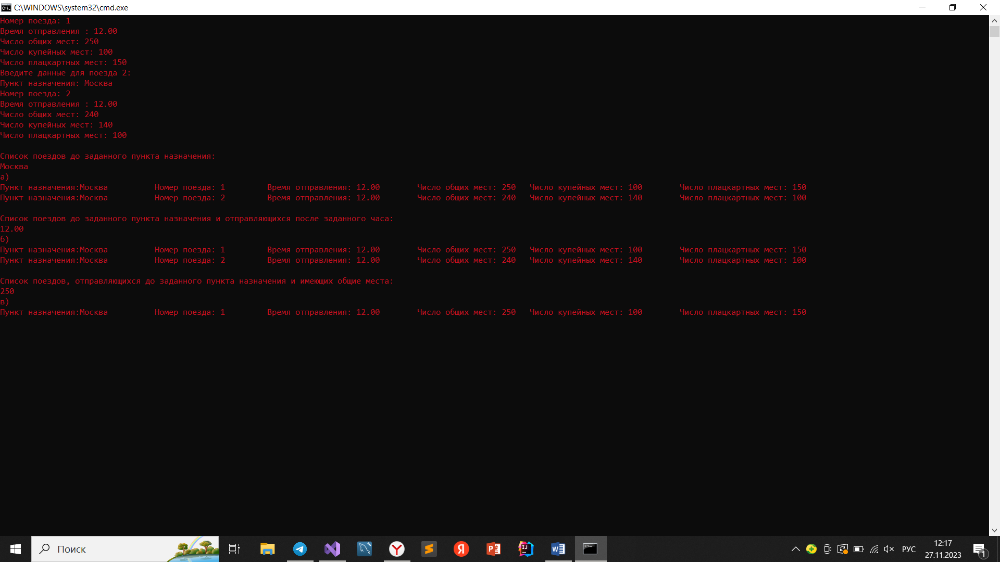 C:\WINDOWS\system32\cmd.exe
Номер поезда: 1
Время отправления : 12.00
Число общих мест: 250
Число купейных мест: 100
Число плацкартных мест: 150
Введите данные для поезда 2:
Пункт назначения: Москва
Номер поезда: 2
Время отправления : 12.00
Число общих мест: 240
Число купейных мест: 140
Число плацкартных мест: 100
Список поездов до заданного пункта назначения:
Москва
а)
Пункт назначения:Москва Номер поезда: 1 Время отправления: 12.00 Число общих мест: 250 Число купейных мест: 100 Число плацкартных мест: 150
Пункт назначения:Москва Номер поезда: 2 Время отправления: 12.00 Число общих мест: 240 Число купейных мест: 140 Число плацкартных мест: 100
Список поездов до заданного пункта назначения и отправляющихся после заданного часа:
12.00
б)
Пункт назначения:Москва Номер поезда: 1 Время отправления: 12.00 Число общих мест: 250 Число купейных мест: 100 Число плацкартных мест: 150
Пункт назначения:Москва Номер поезда: 2 Время отправления: 12.00 Число общих мест: 240 Число купейных мест: 140 Число плацкартных мест: 100
Список поездов, отправляющихся до заданного пункта назначения и имеющих общие места:
250
в)
Пункт назначения:Москва Номер поезда: 1 Время отправления: 12.00 Число общих мест: 250 Число купейных мест: 100 Число плацкартных мест: 150
Поиск
РУС
12:17
27.11.2023
1